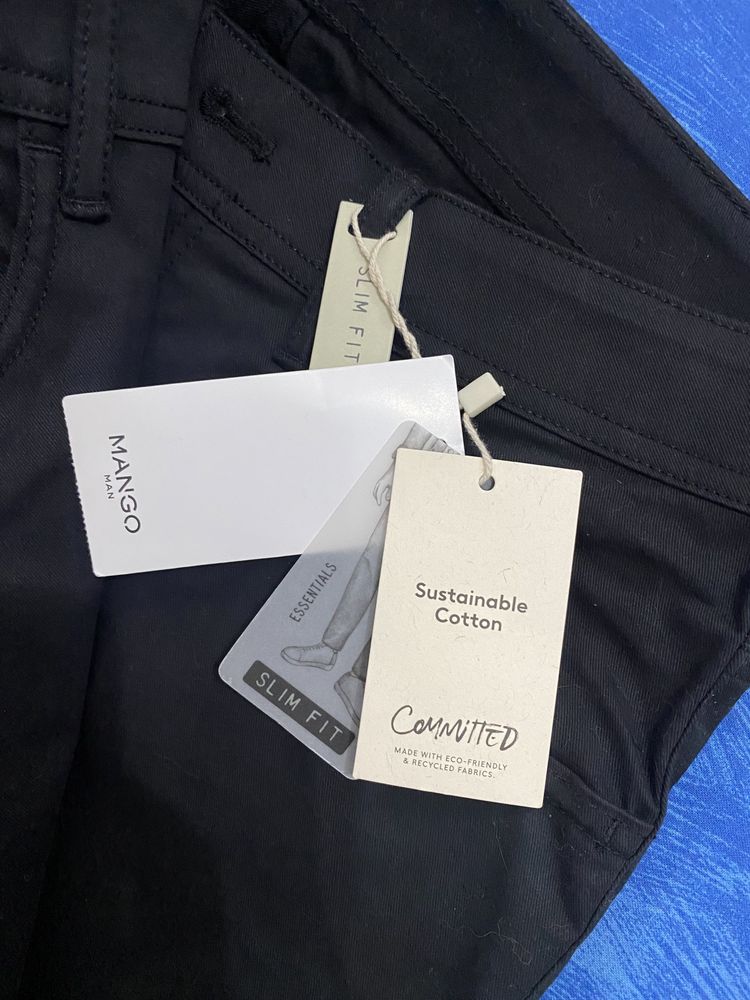 SLIM FIT
MANGO
MAN
ESSENTIALS
SLIM FIT
Sustainable
Cotton
COMMITTED
MADE WITH ECO-FRIENDLY
& RECYCLED FABRICS.